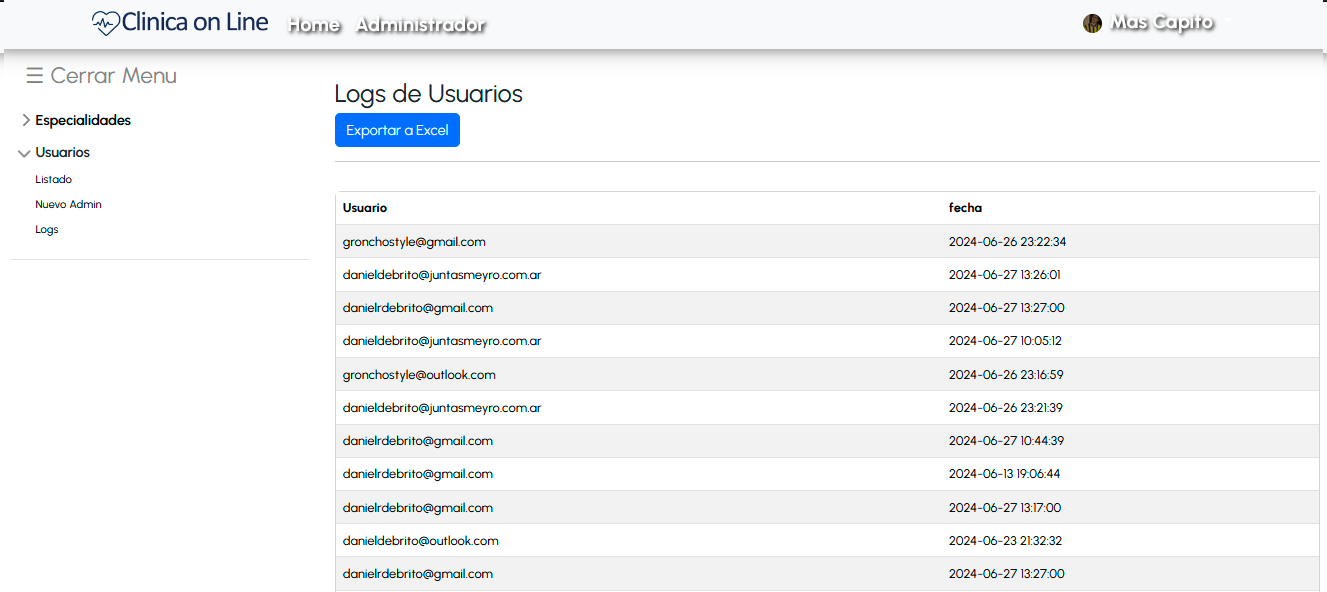 Clinica on Line Home Administrador Mas Capito
☰ Cerrar Menu
Especialidades
Usuarios
Listado
Nuevo Admin
Logs
Logs de Usuarios
Exportar a Excel
Usuario fecha
gronchostyle@gmail.com 2024-06-26 23:22:34
danieldebrito@juntasmeyro.com.ar 2024-06-27 13:26:01
danielrdebrito@gmail.com 2024-06-27 13:27:00
danieldebrito@juntasmeyro.com.ar 2024-06-27 10:05:12
gronchostyle@outlook.com 2024-06-26 23:16:59
danieldebrito@juntasmeyro.com.ar 2024-06-26 23:21:39
danielrdebrito@gmail.com 2024-06-27 10:44:39
danielrdebrito@gmail.com 2024-06-13 19:06:44
danielrdebrito@gmail.com 2024-06-27 13:17:00
danieldebrito@outlook.com 2024-06-23 21:32:32
danielrdebrito@gmail.com 2024-06-27 13:27:00